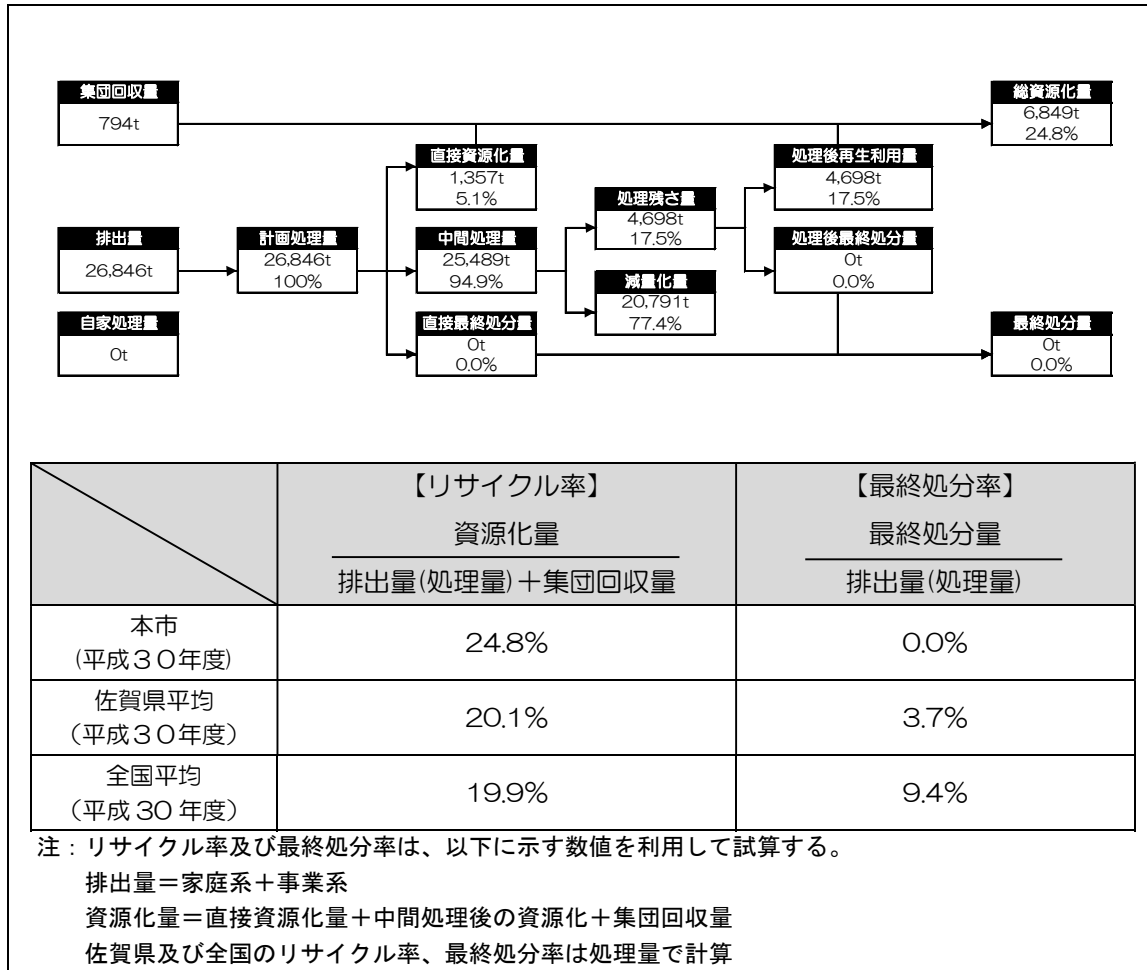 集団回収量
794t
総資源化量
6,849t
24.8%
直接資源化量
1,357t
5.1%
処理後再生利用量
4,698t
17.5%
処理残さ量
4,698t
17.5%
排出量
26,846t
計画処理量
26,846t
100%
中間処理量
25,489t
94.9%
処理後最終処分量
0t
0.0%
減量化量
20,791t
77.4%
自家処理量
0t
直接最終処分量
0t
0.0%
最終処分量
0t
0.0%
【リサイクル率】
資源化量
排出量(処理量)＋集団回収量
【最終処分率】
最終処分量
排出量(処理量)
本市
(平成３０年度)
24.8%
0.0%
佐賀県平均
（平成３０年度）
20.1%
3.7%
全国平均
（平成 30 年度）
19.9%
9.4%
注：リサイクル率及び最終処分率は、以下に示す数値を利用して試算する。
排出量＝家庭系＋事業系
資源化量＝直接資源化量＋中間処理後の資源化＋集団回収量
佐賀県及び全国のリサイクル率、最終処分率は処理量で計算